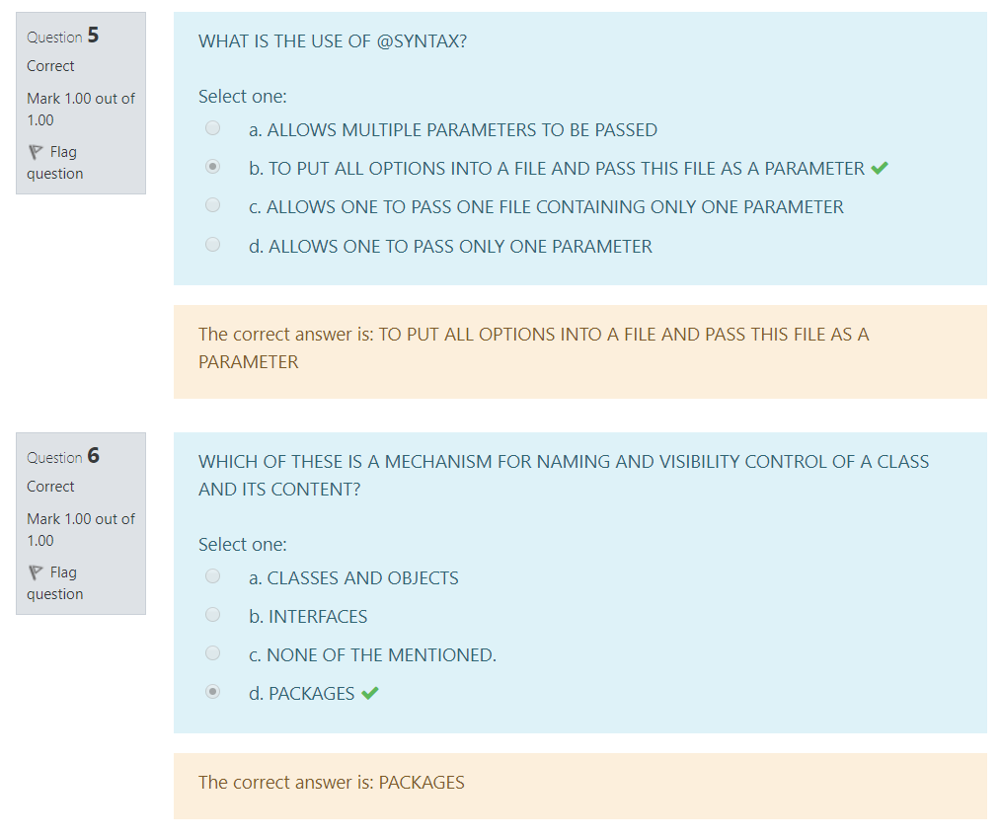 Question 5
Correct
Mark 1.00 out of
1.00
Flag
question
WHAT IS THE USE OF @SYNTAX?
Select one:
a. ALLOWS MULTIPLE PARAMETERS TO BE PASSED
b. TO PUT ALL OPTIONS INTO A FILE AND PASS THIS FILE AS A PARAMETER
c. ALLOWS ONE TO PASS ONE FILE CONTAINING ONLY ONE PARAMETER
d. ALLOWS ONE TO PASS ONLY ONE PARAMETER
The correct answer is: TO PUT ALL OPTIONS INTO A FILE AND PASS THIS FILE AS A
PARAMETER
Question 6
Correct
Mark 1.00 out of
1.00
Flag
question
WHICH OF THESE IS A MECHANISM FOR NAMING AND VISIBILITY CONTROL OF A CLASS
AND ITS CONTENT?
Select one:
a. CLASSES AND OBJECTS
b. INTERFACES
c. NONE OF THE MENTIONED.
d. PACKAGES
The correct answer is: PACKAGES